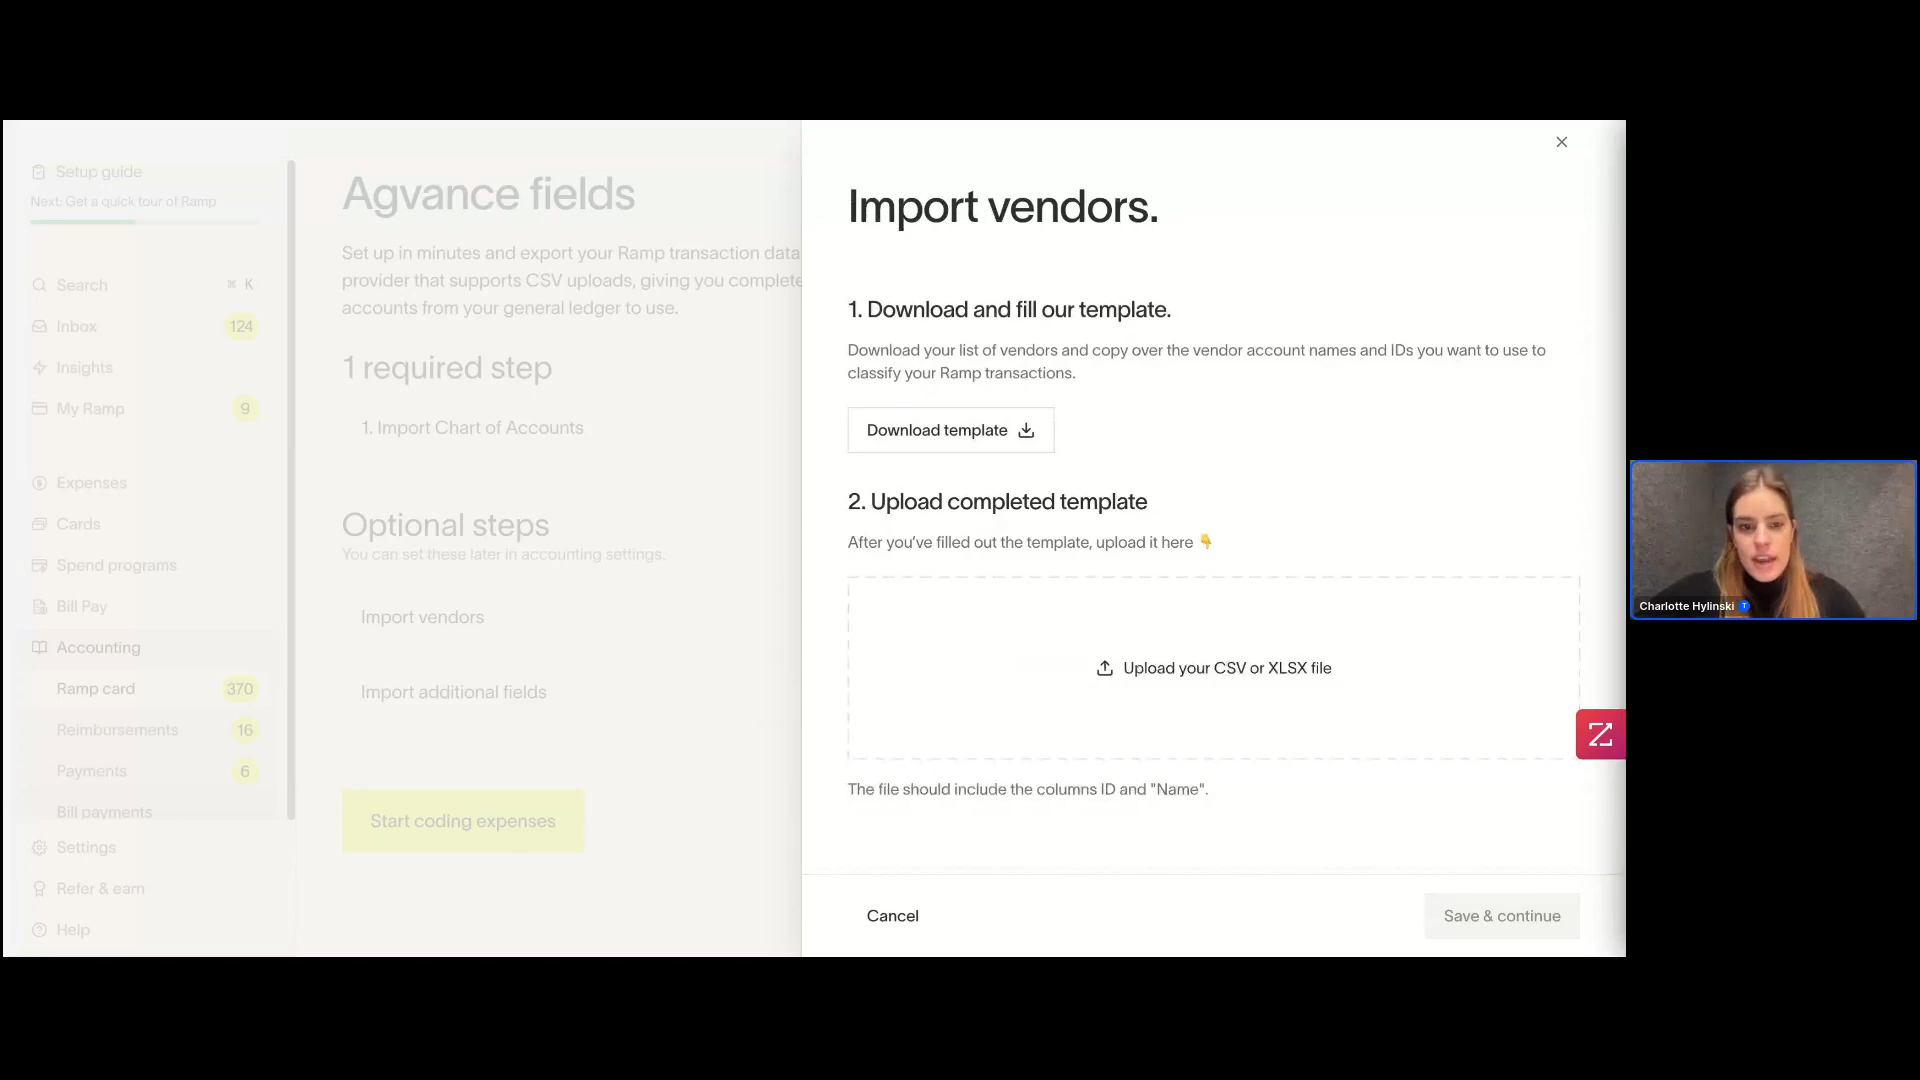 Setup guide
Next: Get a quick tour of Ramp
Search ⌘ K
Inbox 124
Insights
My Ramp 9
Expenses
Cards
Spend programs
Bill Pay
Accounting
Ramp card 370
Reimbursements 16
Payments 6
Bill payments
Settings
Refer & earn
Help
Agvance fields
Set up in minutes and export your Ramp transaction data
provider that supports CSV uploads, giving you complete
accounts from your general ledger to use.
1 required step
1. Import Chart of Accounts
Optional steps
You can set these later in accounting settings.
Import vendors
Import additional fields
Start coding expenses
Import vendors.
1. Download and fill our template.
Download your list of vendors and copy over the vendor account names and IDs you want to use to
classify your Ramp transactions.
Download template
2. Upload completed template
After you've filled out the template, upload it here 👇
Upload your CSV or XLSX file
The file should include the columns ID and "Name".
Cancel
Save & continue
Charlotte Hylinski T